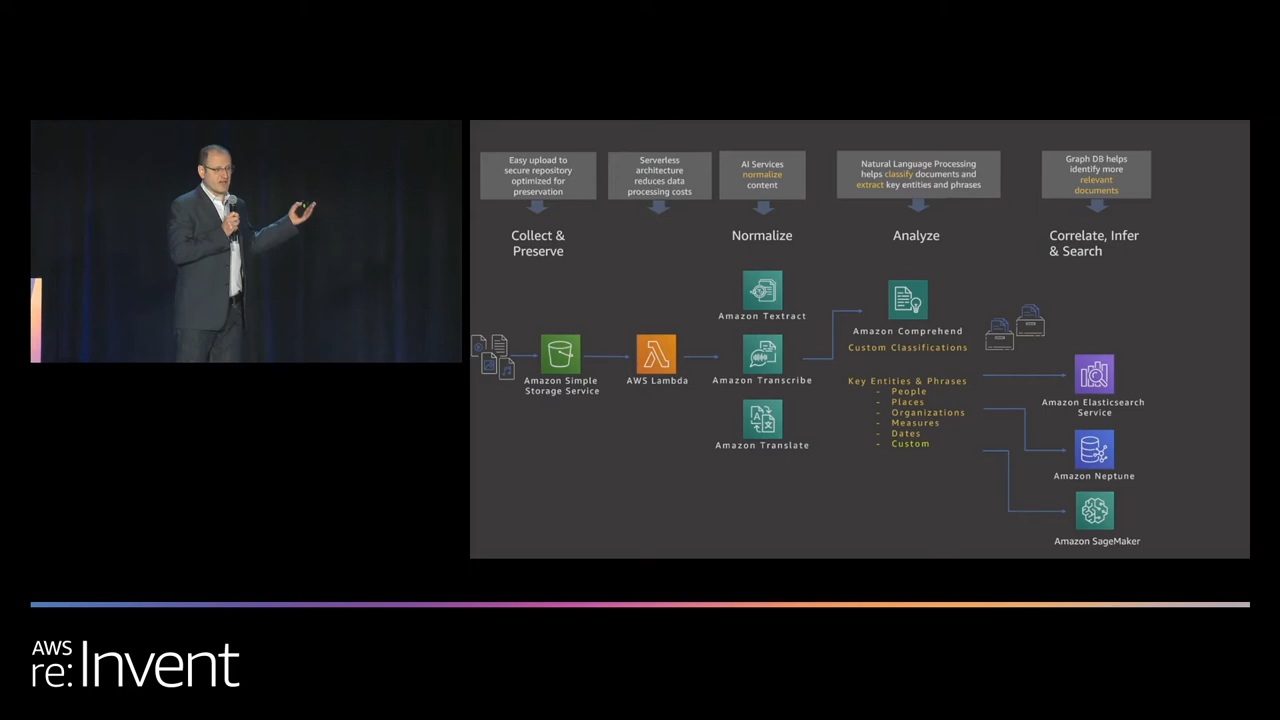 Easy upload to
secure repository
optimized for
preservation
Serverless
architecture
reduces data
processing costs
AI Services
normalize
content
Natural Language Processing
helps classify documents and
extract key entities and phrases
Graph DB helps
identify more
relevant
documents
Collect &
Preserve
Normalize
Analyze
Correlate, Infer
& Search
Amazon Simple
Storage Service
AWS Lambda
Amazon Textract
Amazon Transcribe
Amazon Translate
Amazon Comprehend
Custom Classifications
Key Entities & Phrases
- People
- Places
- Organizations
- Measures
- Dates
- Custom
Amazon Elasticsearch
Service
Amazon Neptune
Amazon SageMaker
AWS
re:Invent